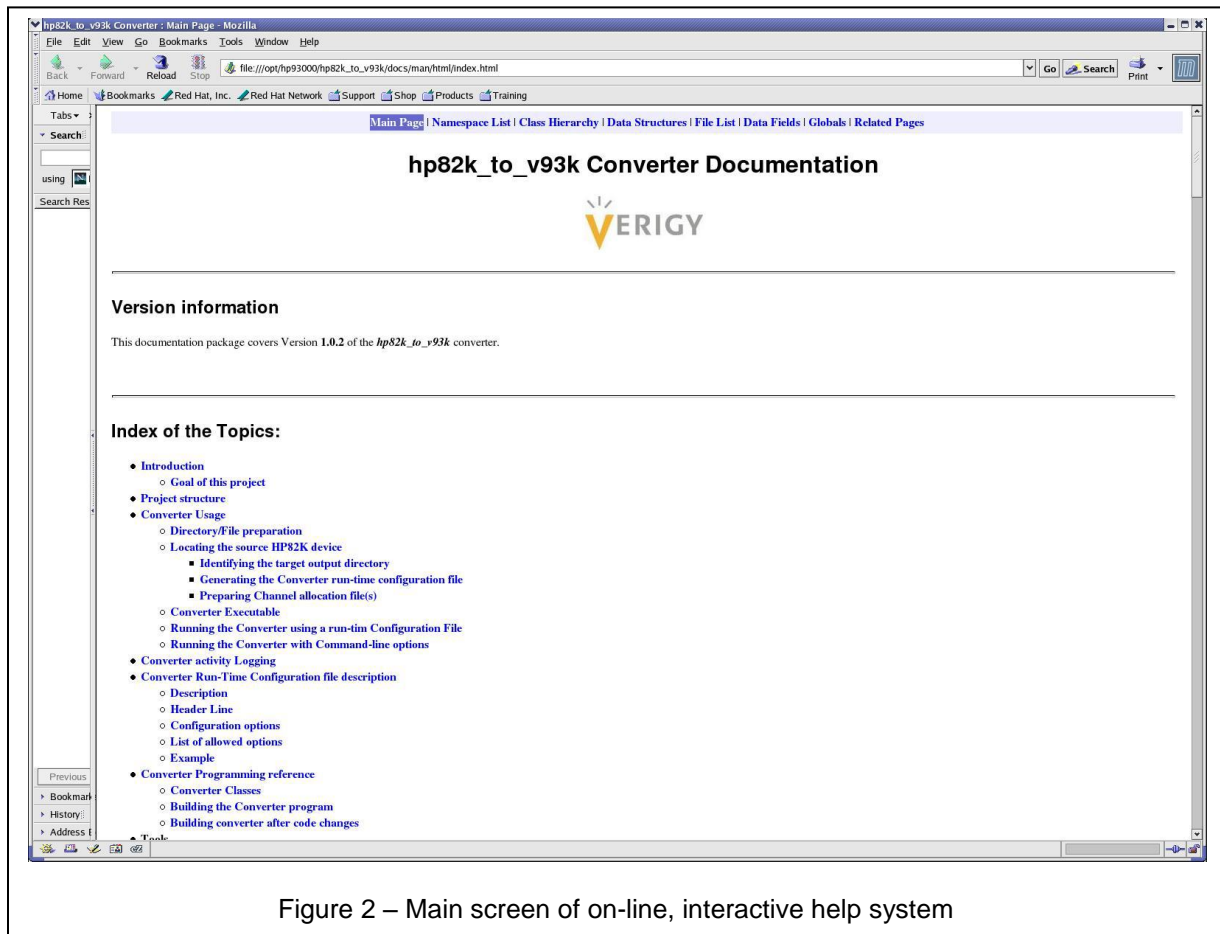 hp82k_to_v93k Converter : Main Page - Mozilla
File Edit View Go Bookmarks Tools Window Help
Back Forward Reload Stop file:///opt/hp93000/hp82k_to_v93k/docs/man/html/index.html Go Search Print
Home Bookmarks Red Hat, Inc. Red Hat Network Support Shop Products Training
Tabs
Search
using
Search Res
Main Page | Namespace List | Class Hierarchy | Data Structures | File List | Data Fields | Globals | Related Pages
hp82k_to_v93k Converter Documentation
VERIGY
Version information
This documentation package covers Version 1.0.2 of the hp82k_to_v93k converter.
Index of the Topics:
Introduction
Goal of this project
Project structure
Converter Usage
Directory/File preparation
Locating the source HP82K device
Identifying the target output directory
Generating the Converter run-time configuration file
Preparing Channel allocation file(s)
Converter Executable
Running the Converter using a run-tim Configuration File
Running the Converter with Command-line options
Converter activity Logging
Converter Run-Time Configuration file description
Description
Header Line
Configuration options
List of allowed options
Example
Converter Programming reference
Converter Classes
Building the Converter program
Building converter after code changes
Tools
Previous
Bookmark
History
Address B
Figure 2 – Main screen of on-line, interactive help system